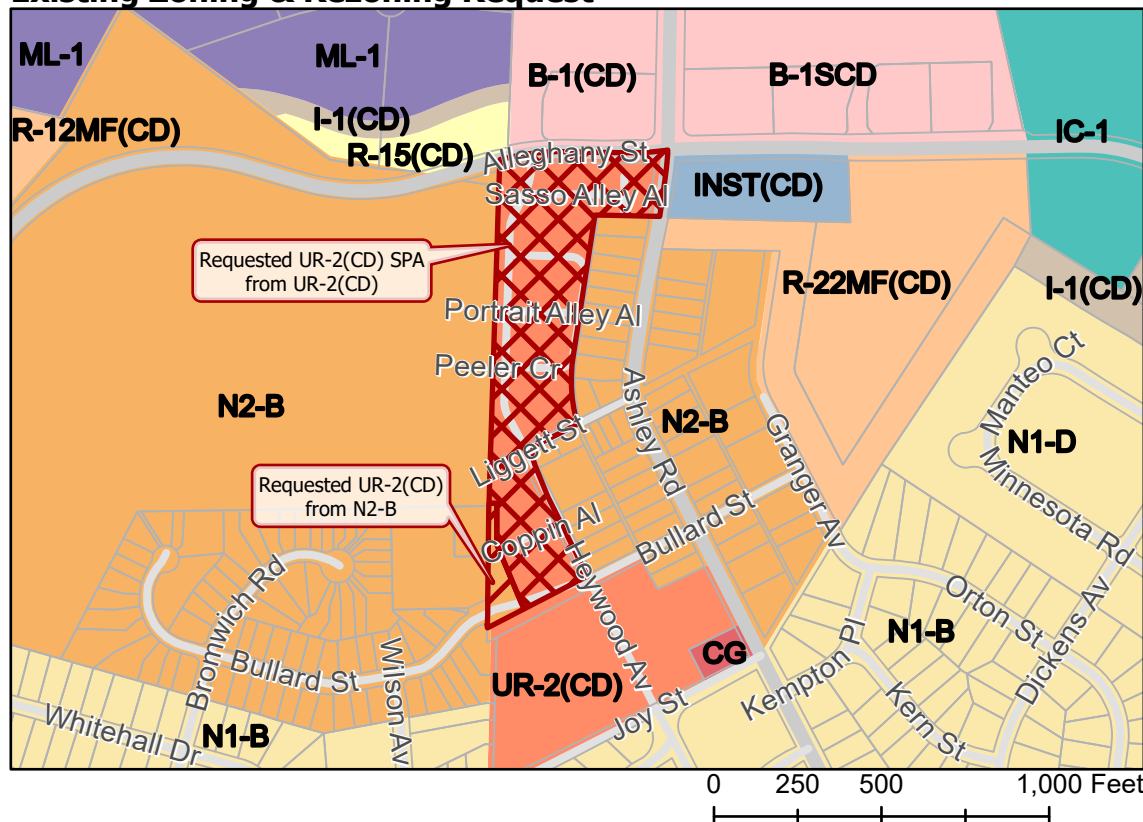 Existing Zoning & Rezoning Request
ML-1
ML-1
B-1(CD)
B-1SCD
I-1(CD)
R-12MF(CD)
IC-1
R-15(CD)
Alleghany St
INST(CD)
Sasso Alley Al
Requested UR-2(CD) SPA
from UR-2(CD)
R-22MF(CD)
I-1(CD)
Portrait Alley Al
Peeler Cr
Manteo Ct
N2-B
Ashley Rd
N2-B
Granger Av
N1-D
Minnesota Rd
Liggett St
Requested UR-2(CD)
from N2-B
Coppin Al
Bullard St
Heywood Av
Bromwich Rd
Orton St
Dickens Av
N1-B
Bullard St
Wilson Av
CG
Kempton Pl
UR-2(CD)
Kern St
Joy St
Whitehall Dr
N1-B
0 250 500 1,000 Feet